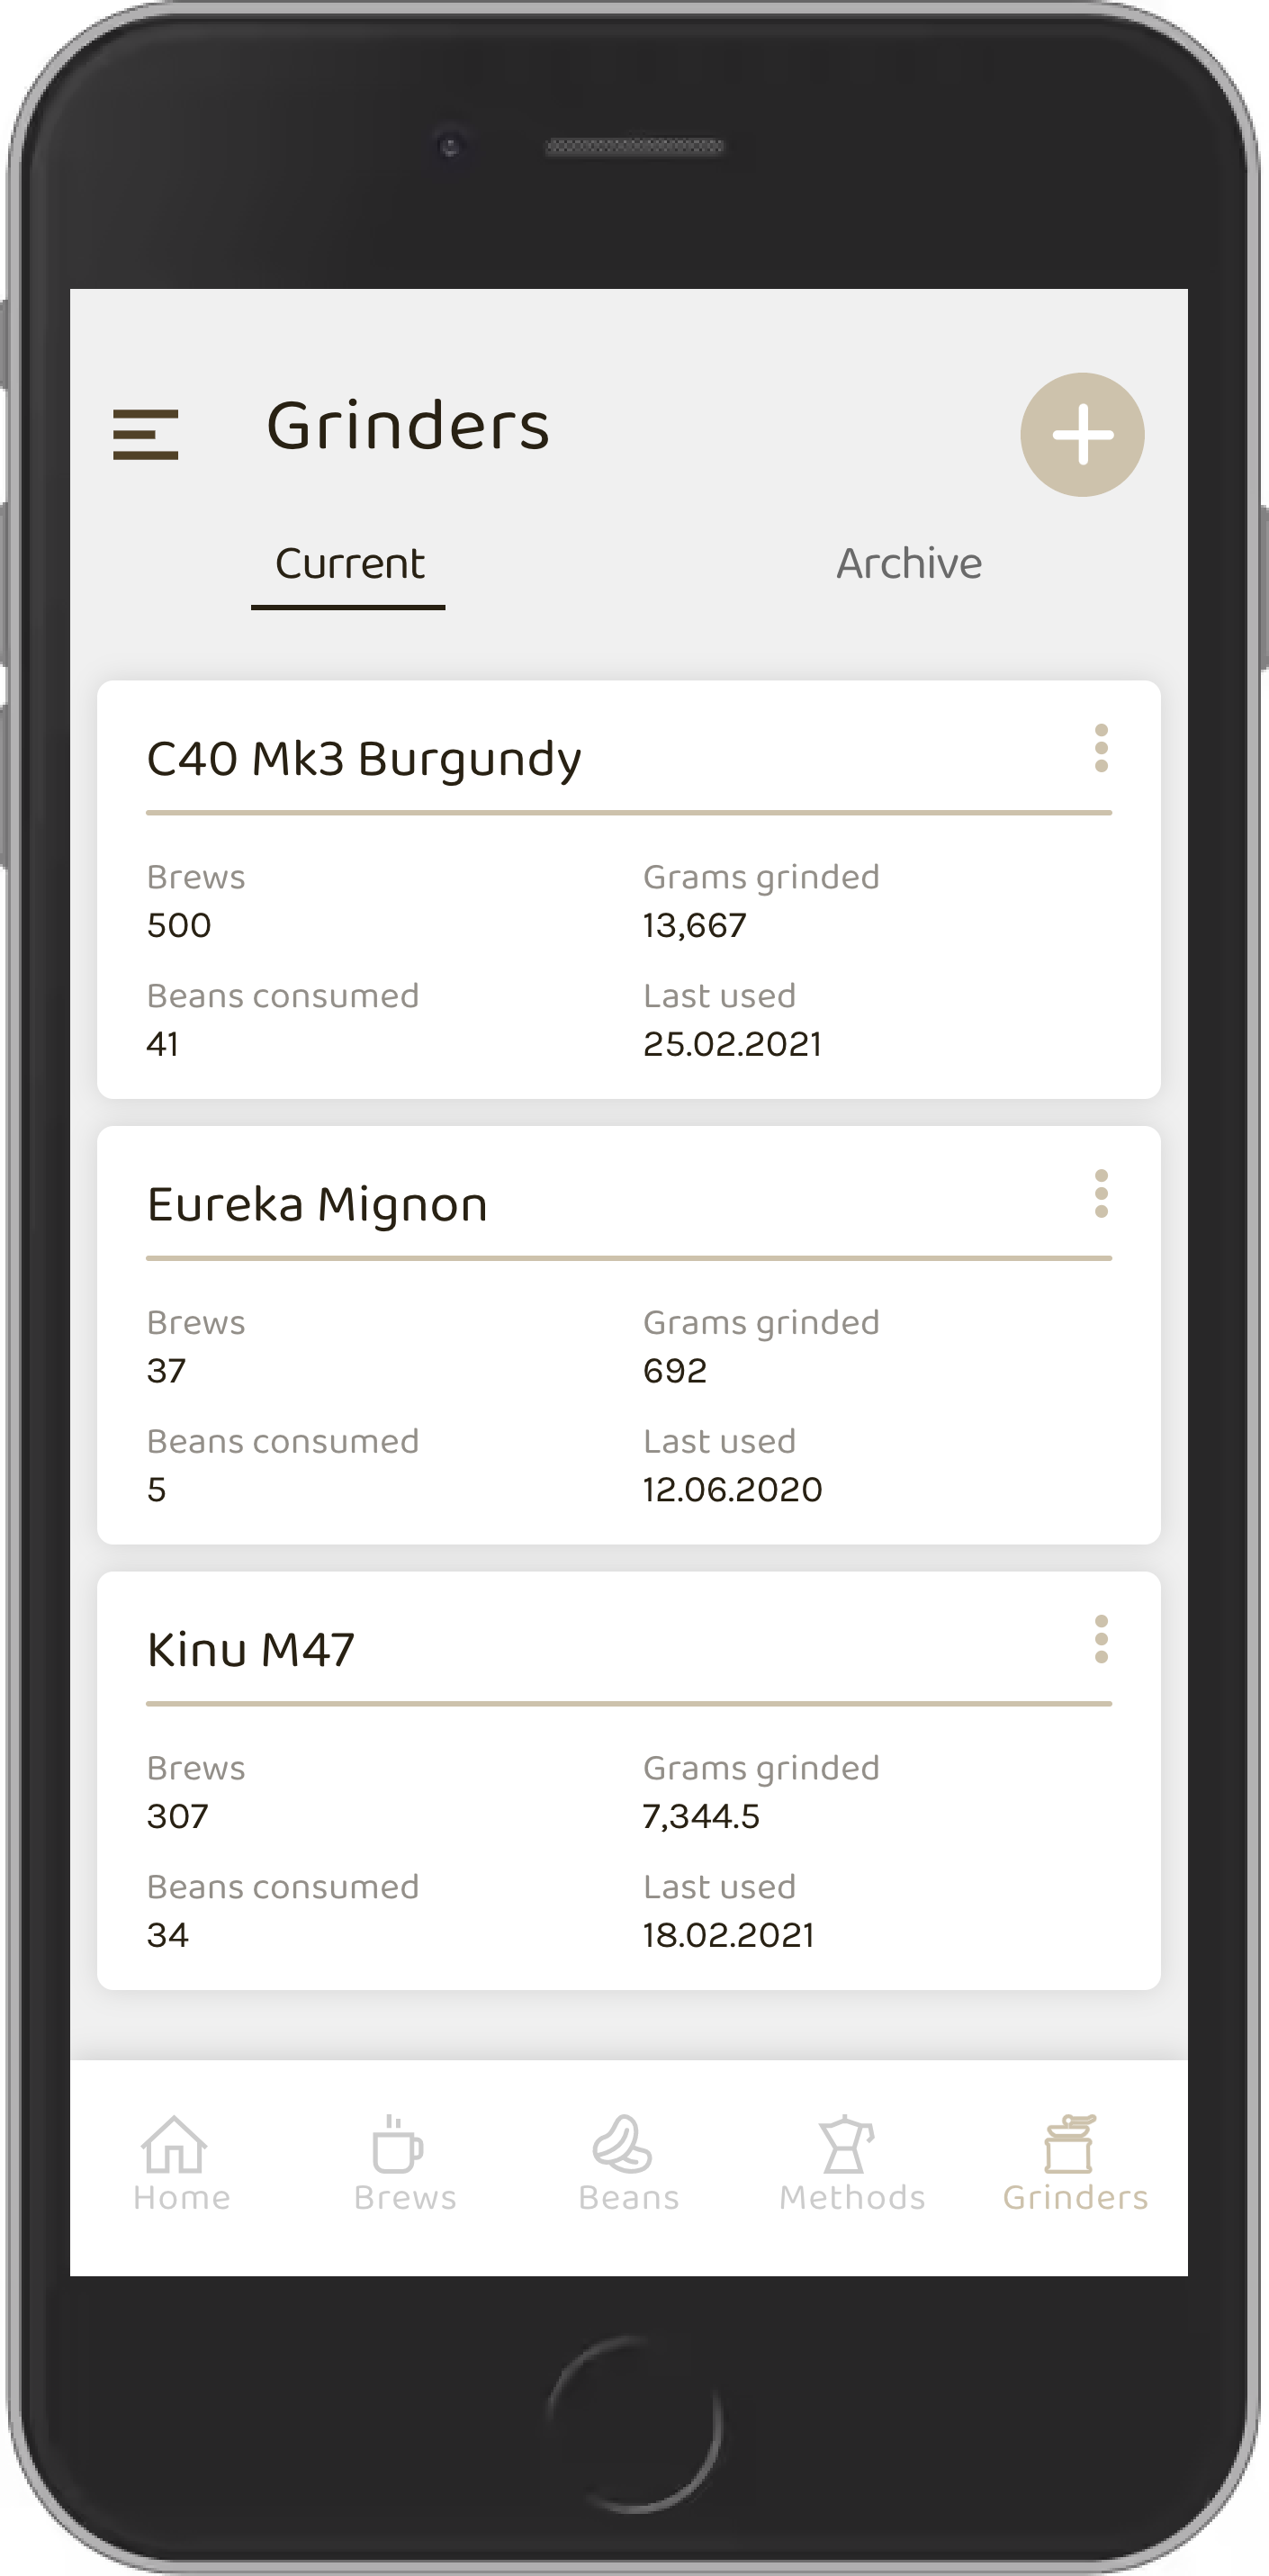 Grinders
Current Archive
C40 Mk3 Burgundy
Brews Grams grinded
500 13,667
Beans consumed Last used
41 25.02.2021
Eureka Mignon
Brews Grams grinded
37 692
Beans consumed Last used
5 12.06.2020
Kinu M47
Brews Grams grinded
307 7,344.5
Beans consumed Last used
34 18.02.2021
Home Brews Beans Methods Grinders